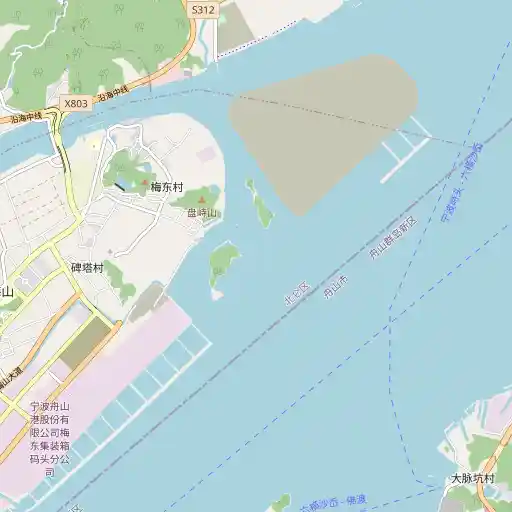 S312
X803
沿海中线
沿海中线
梅东村
盘峙山
碑塔村
山
北仑区
舟山市
舟山群岛新区
宁波舟山
港股份有
限公司梅
东集装箱
码头分公
司
大脉坑村
区